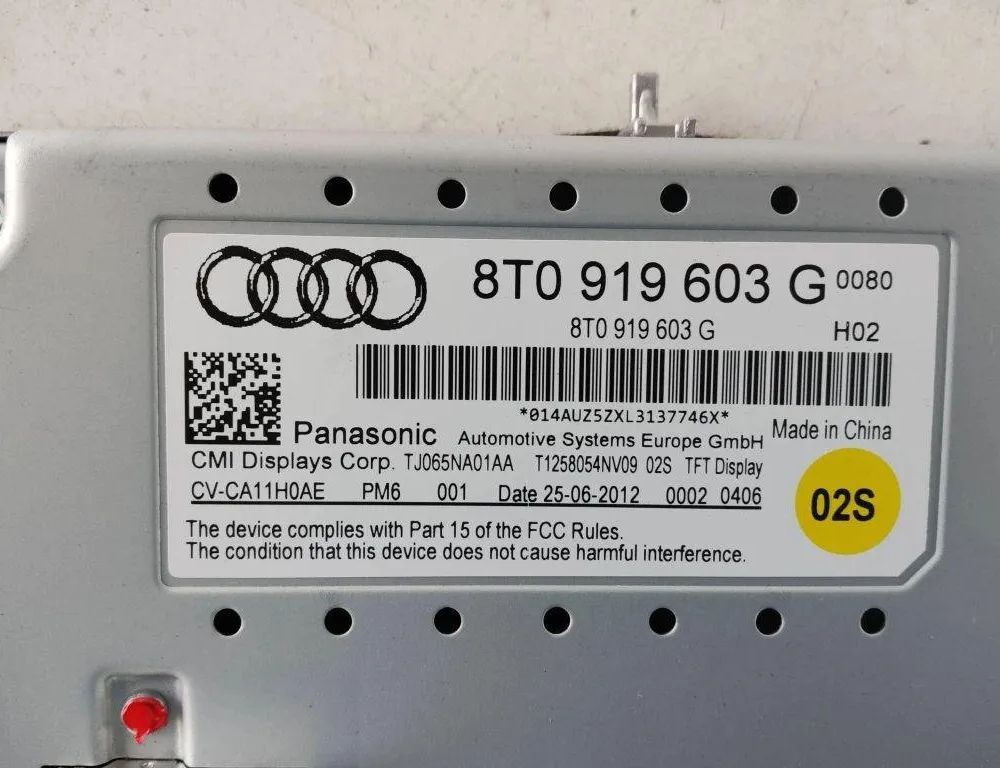 8T0 919 603 G 0080
8T0 919 603 G H02
*014AUZ5ZXL3137746X*
Panasonic Automotive Systems Europe GmbH Made in China
CMI Displays Corp. TJ065NA01AA T1258054NV09 02S TFT Display
CV-CA11H0AE PM6 001 Date 25-06-2012 0002 0406
02S
The device complies with Part 15 of the FCC Rules.
The condition that this device does not cause harmful interference.